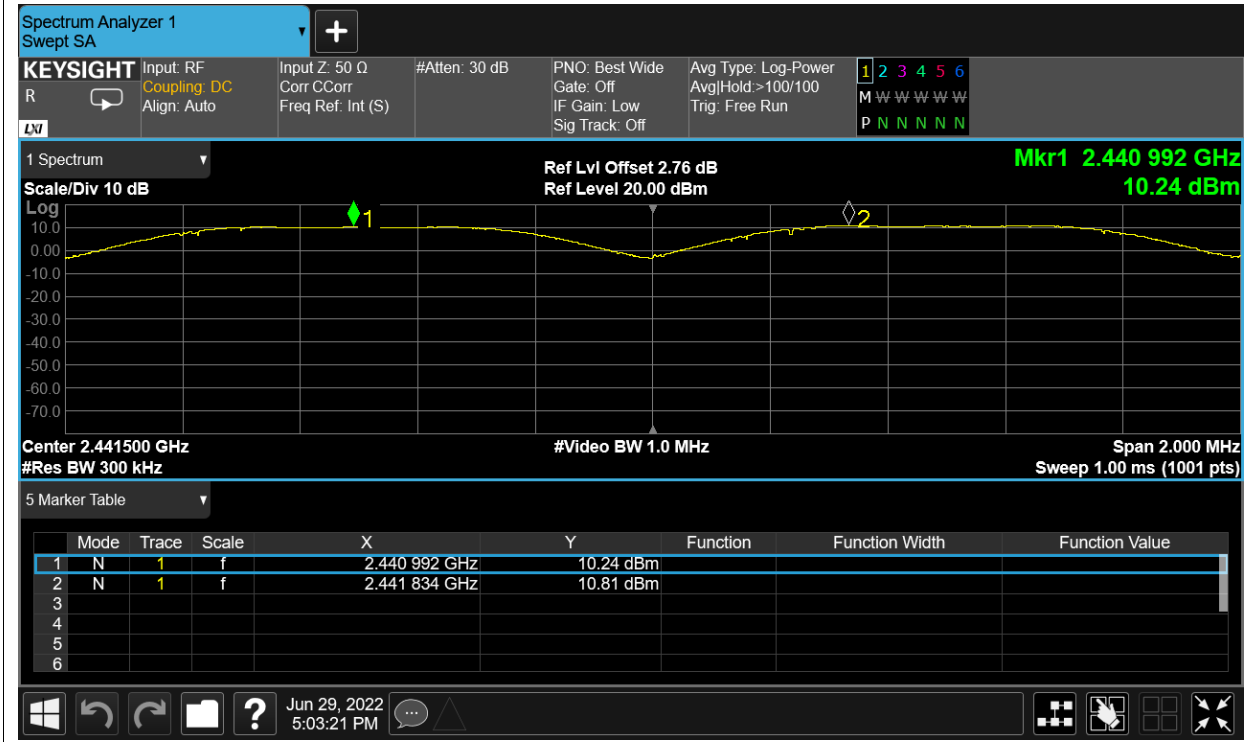 Spectrum Analyzer 1
Swept SA
+
KEYSIGHT
R
LXI
Input: RF
Coupling: DC
Align: Auto
Input Z: 50 Ω
Corr CCorr
Freq Ref: Int (S)
#Atten: 30 dB
PNO: Best Wide
Gate: Off
IF Gain: Low
Sig Track: Off
Avg Type: Log-Power
Avg|Hold:>100/100
Trig: Free Run
1 2 3 4 5 6
M W W W W W
P N N N N N
1 Spectrum
Scale/Div 10 dB
Ref Lvl Offset 2.76 dB
Ref Level 20.00 dBm
Mkr1 2.440 992 GHz
10.24 dBm
Log
10.0
0.00
-10.0
-20.0
-30.0
-40.0
-50.0
-60.0
-70.0
1
2
Center 2.441500 GHz
#Video BW 1.0 MHz
Span 2.000 MHz
#Res BW 300 kHz
Sweep 1.00 ms (1001 pts)
5 Marker Table
Mode Trace Scale X Y Function Function Width Function Value
1 N 1 f 2.440 992 GHz 10.24 dBm
2 N 1 f 2.441 834 GHz 10.81 dBm
3
4
5
6
?
Jun 29, 2022
5:03:21 PM